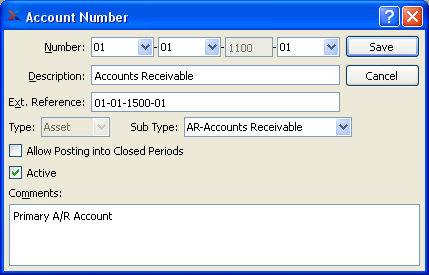 Account Number
Number: 01 - 01 - 1100 - 01 Save
Description: Accounts Receivable Cancel
Ext. Reference: 01-01-1500-01
Type: Asset Sub Type: AR-Accounts Receivable
Allow Posting into Closed Periods
Active
Comments:
Primary A/R Account